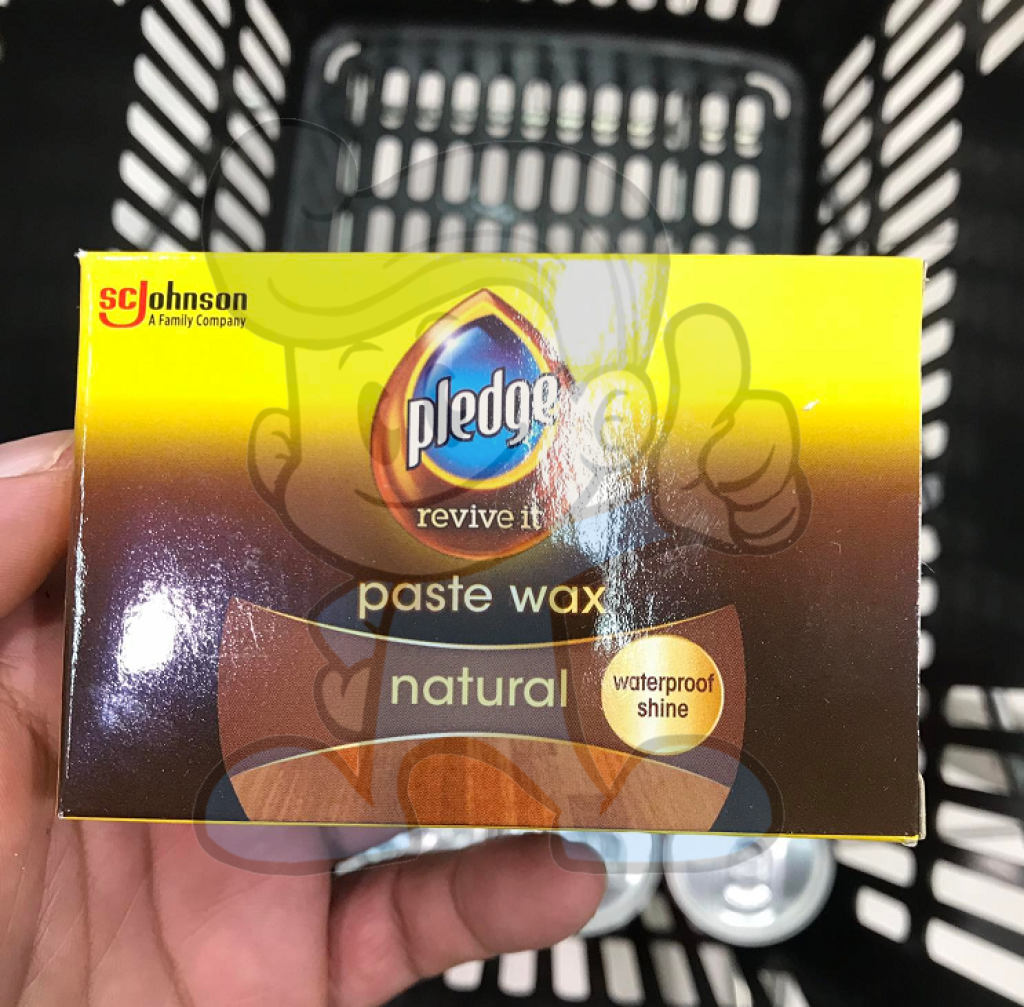 SCJohnson
A Family Company
pledge
revive it
paste wax
natural
waterproof
shine